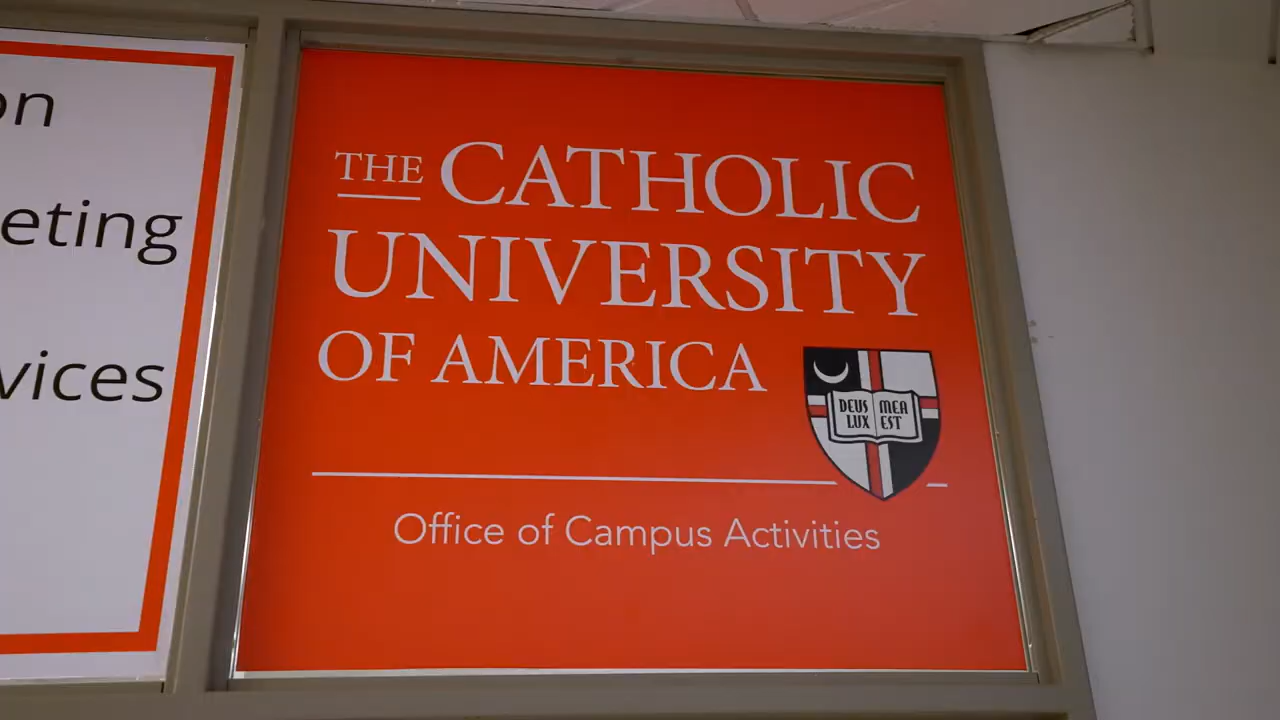 THE CATHOLIC
UNIVERSITY
OF AMERICA
DEUS MEA
LUX EST
Office of Campus Activities
on
eting
vices